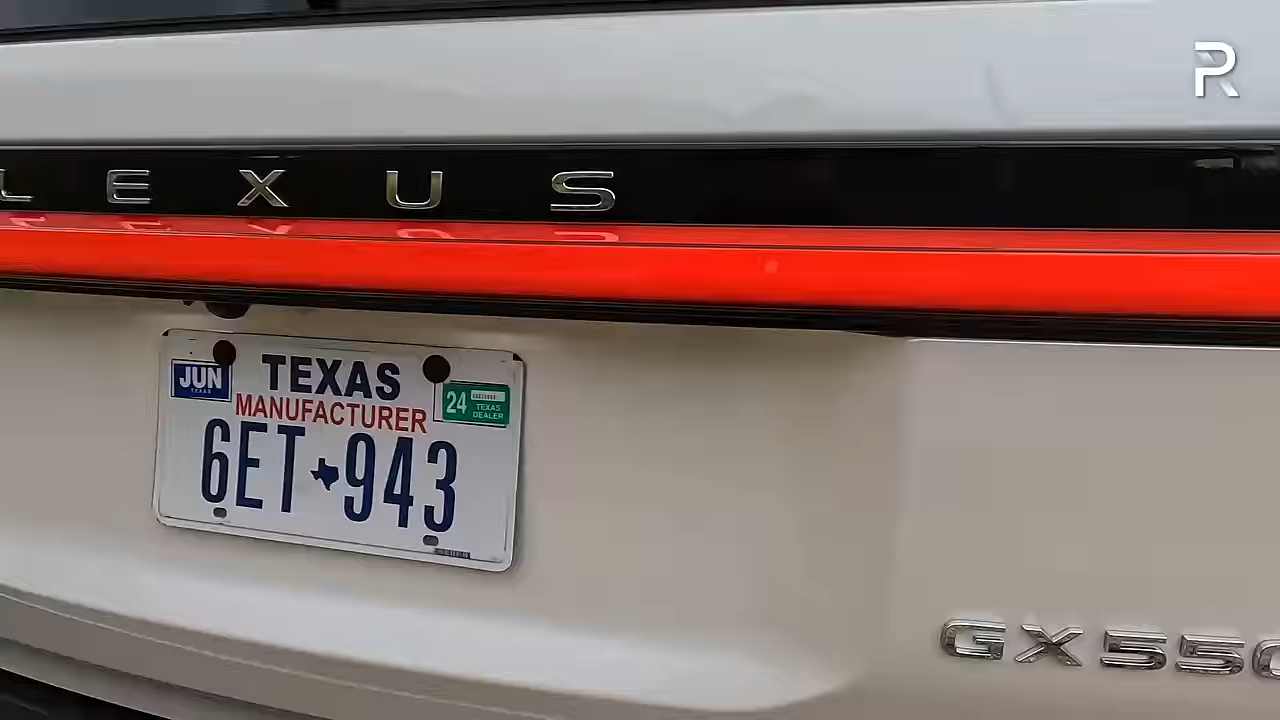 LEXUS
JUN
TEXAS
TEXAS
MANUFACTURER
24
TEXAS
DEALER
6ET 943
GX550